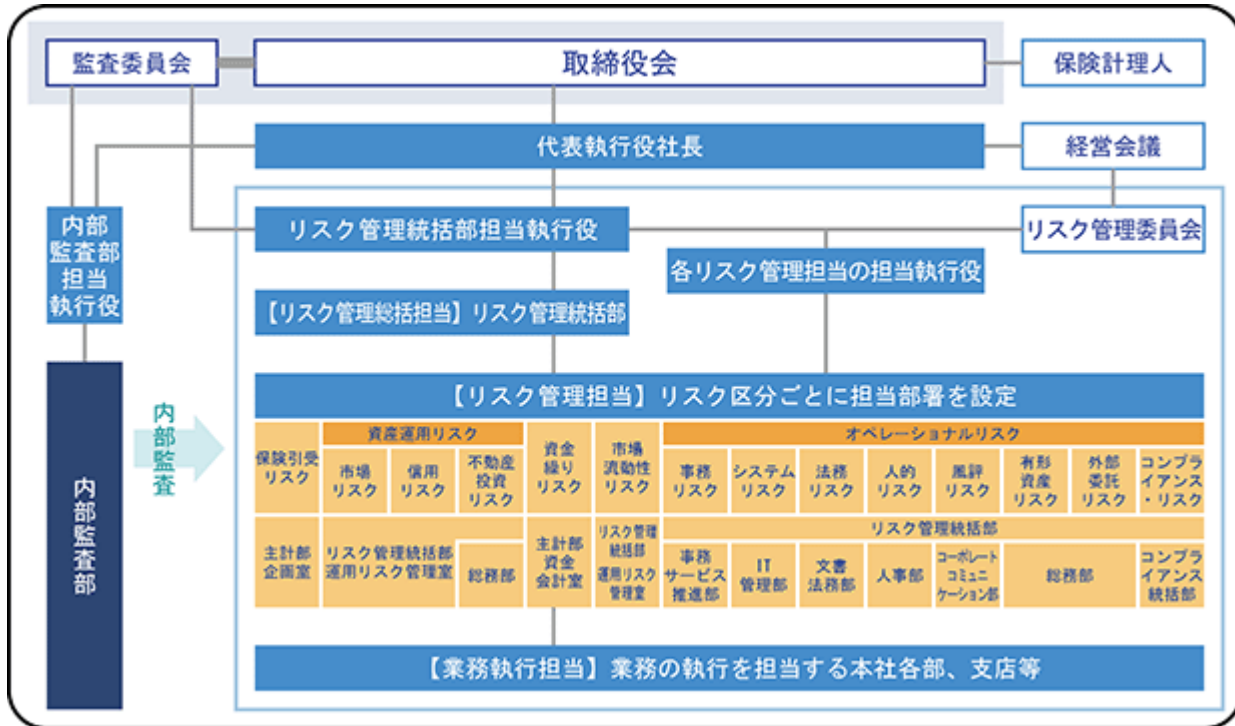 監査委員会
取締役会
保険計理人
代表執行役社長
経営会議
内部
監査部
担当
執行役
リスク管理統括部担当執行役
リスク管理委員会
各リスク管理担当の担当執行役
【リスク管理総括担当】リスク管理統括部
内部監査部
内部監査
【リスク管理担当】リスク区分ごとに担当部署を設定
保険引受
リスク
資産運用リスク
市場
リスク
信用
リスク
不動産
投資
リスク
資金
繰り
リスク
市場
流動性
リスク
オペレーショナルリスク
事務
リスク
システム
リスク
法務
リスク
人的
リスク
風評
リスク
有形
資産
リスク
外部
委託
リスク
コンプラ
イアンス
・リスク
主計部
企画室
リスク管理統括部
運用リスク管理室
総務部
主計部
資金
会計室
リスク管理
統括部
運用リスク
管理室
リスク管理統括部
事務
サービス
推進部
IT
管理部
文書
法務部
人事部
コーポレート
コミュニ
ケーション部
総務部
コンプラ
イアンス
統括部
【業務執行担当】業務の執行を担当する本社各部、支店等